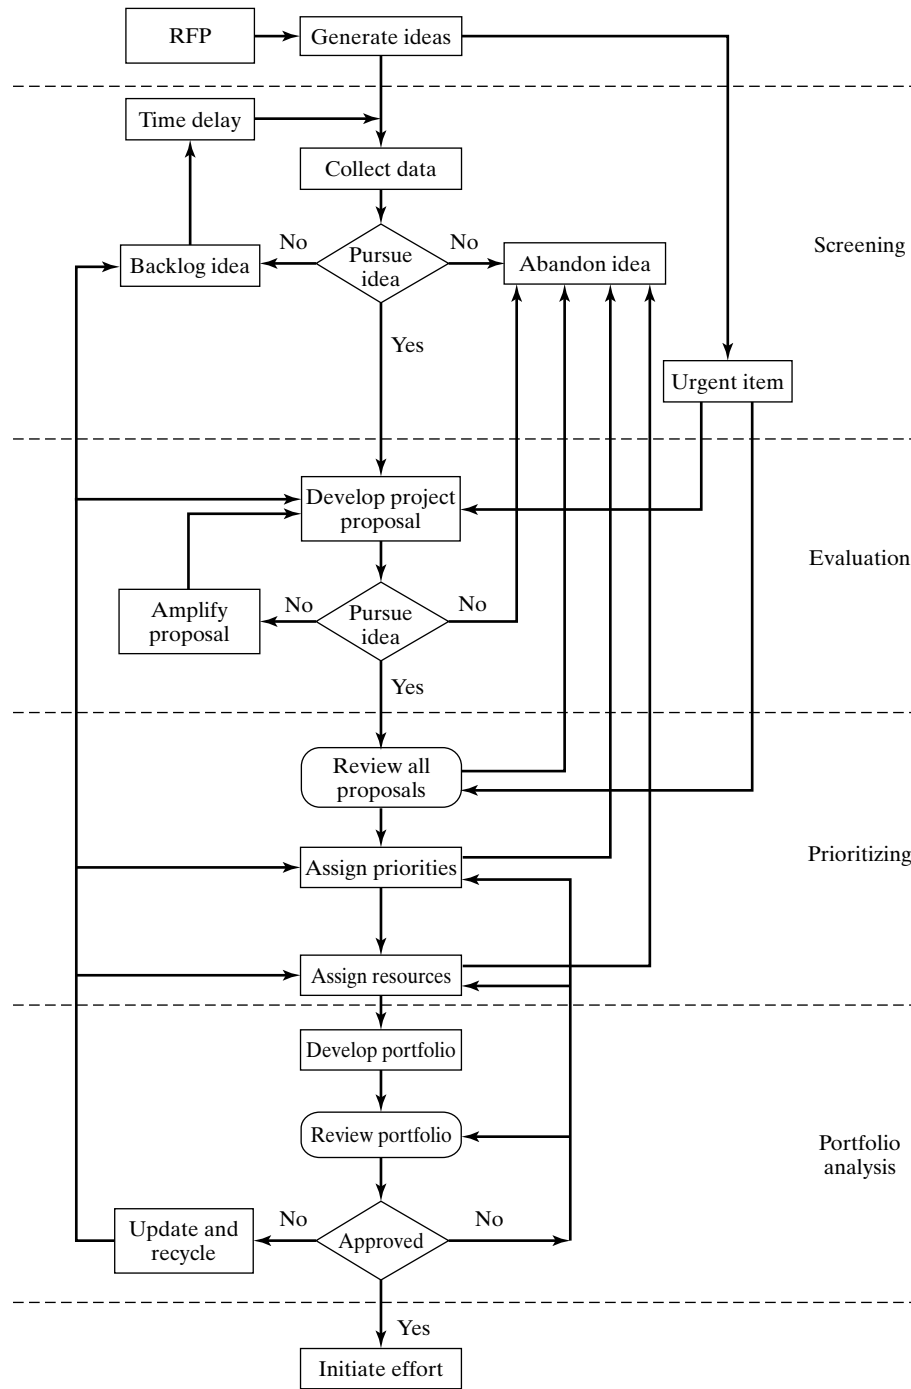 RFP
Generate ideas
Time delay
Collect data
No
Pursue
idea
No
Backlog idea
Abandon idea
Screening
Yes
Urgent item
Develop project
proposal
Evaluation
Amplify
proposal
No
Pursue
idea
No
Yes
Review all
proposals
Prioritizing
Assign priorities
Assign resources
Develop portfolio
Review portfolio
Portfolio
analysis
Update and
recycle
No
Approved
No
Yes
Initiate effort